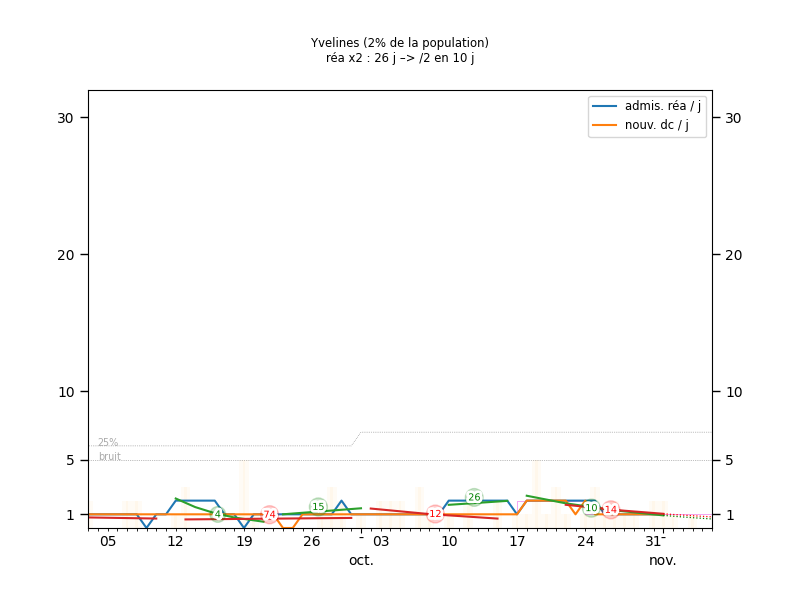 Yvelines (2% de la population)
réa x2 : 26 j –> /2 en 10 j
admis. réa / j
nouv. dc / j
30 30
20 20
10 10
25%
bruit
5 5
26
15
4 74 12 10 14
1 1
05 12 19 26 - 03 10 17 24 31 -
oct. nov.